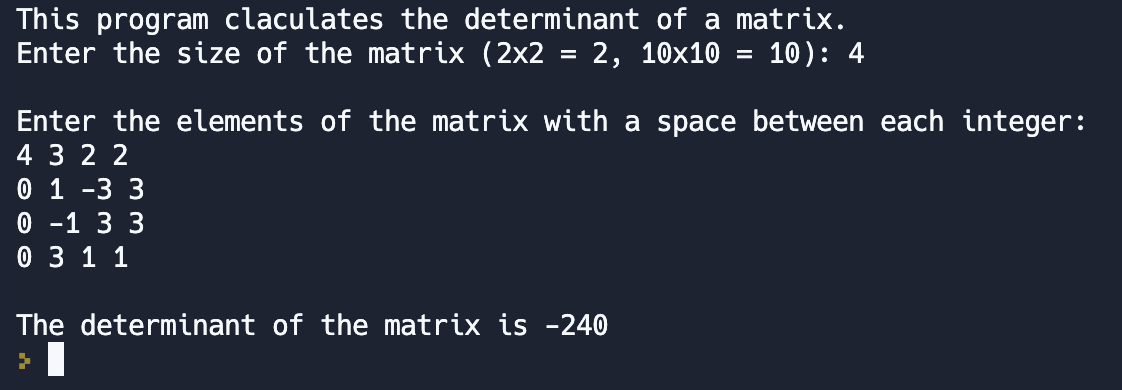 This program claculates the determinant of a matrix.
Enter the size of the matrix (2x2 = 2, 10x10 = 10): 4
Enter the elements of the matrix with a space between each integer:
4 3 2 2
0 1 -3 3
0 -1 3 3
0 3 1 1
The determinant of the matrix is -240